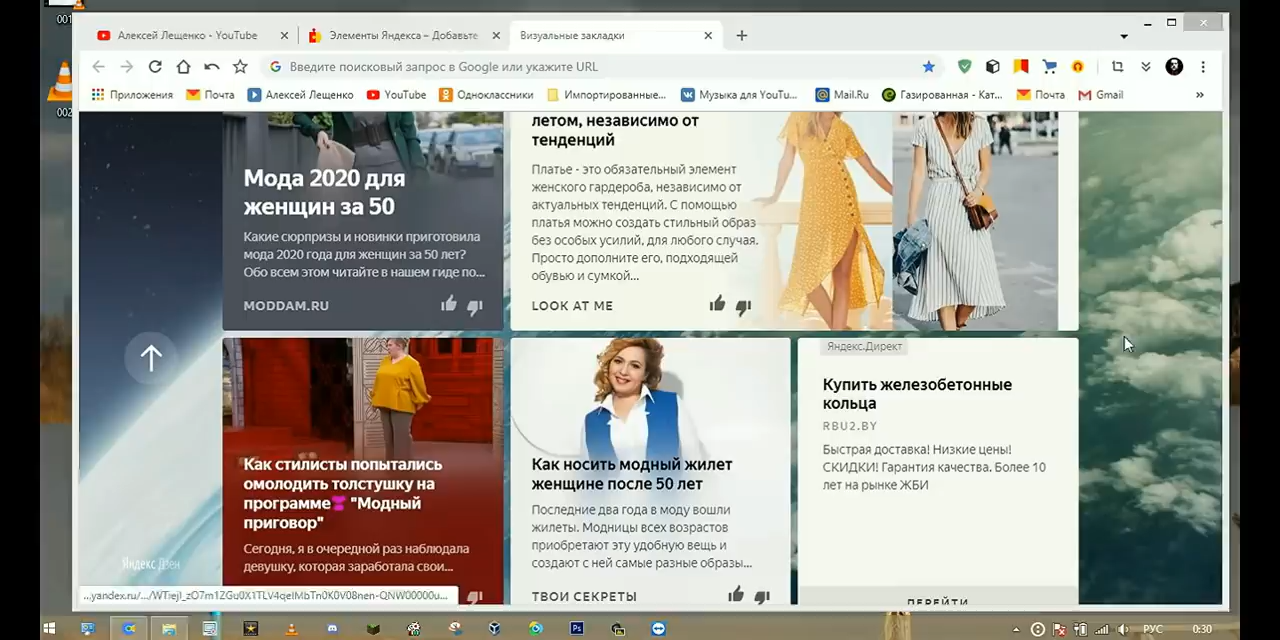 001
002
Алексей Лещенко - YouTube
Элементы Яндекса – Добавьте
Визуальные закладки
Введите поисковый запрос в Google или укажите URL
Приложения
Почта
Алексей Лещенко
YouTube
Одноклассники
Импортированные...
Музыка для YouTu...
Mail.Ru
Газированная - Кат...
Почта
Gmail
»
Мода 2020 для
женщин за 50
Какие сюрпризы и новинки приготовила
мода 2020 года для женщин за 50 лет?
Обо всем этом читайте в нашем гиде по...
MODDAM.RU
летом, независимо от
тенденций
Платье - это обязательный элемент
женского гардероба, независимо от
актуальных тенденций. С помощью
платья можно создать стильный образ
без особых усилий, для любого случая.
Просто дополните его, подходящей
обувью и сумкой...
LOOK AT ME
Как стилисты попытались
омолодить толстушку на
программе "Модный
приговор"
Сегодня, я в очередной раз наблюдала
девушку, которая заработала свои...
Как носить модный жилет
женщине после 50 лет
Последние два года в моду вошли
жилеты. Модницы всех возрастов
приобретают эту удобную вещь и
создают с ней самые разные образы...
ТВОИ СЕКРЕТЫ
Яндекс.Директ
Купить железобетонные
кольца
RBU2.BY
Быстрая доставка! Низкие цены!
СКИДКИ! Гарантия качества. Более 10
лет на рынке ЖБИ
ПЕРЕЙТИ
Яндекс Дзен
РУС
0:30